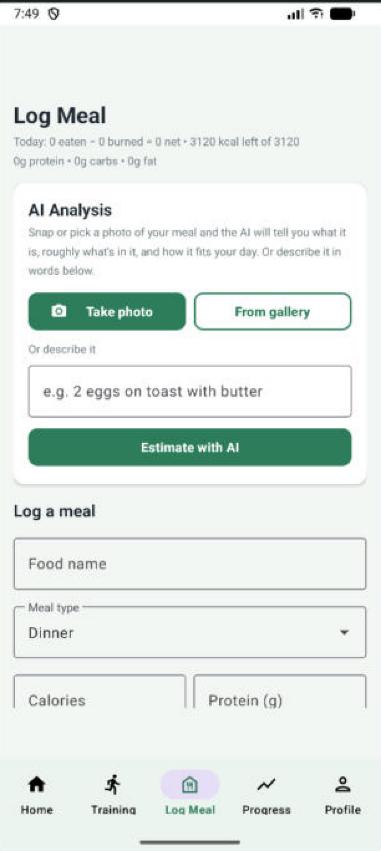 7:49
Log Meal
Today: 0 eaten − 0 burned = 0 net • 3120 kcal left of 3120
0g protein • 0g carbs • 0g fat
AI Analysis
Snap or pick a photo of your meal and the AI will tell you what it
is, roughly what's in it, and how it fits your day. Or describe it in
words below.
Take photo From gallery
Or describe it
e.g. 2 eggs on toast with butter
Estimate with AI
Log a meal
Food name
Meal type
Dinner
Calories Protein (g)
Home Training Log Meal Progress Profile